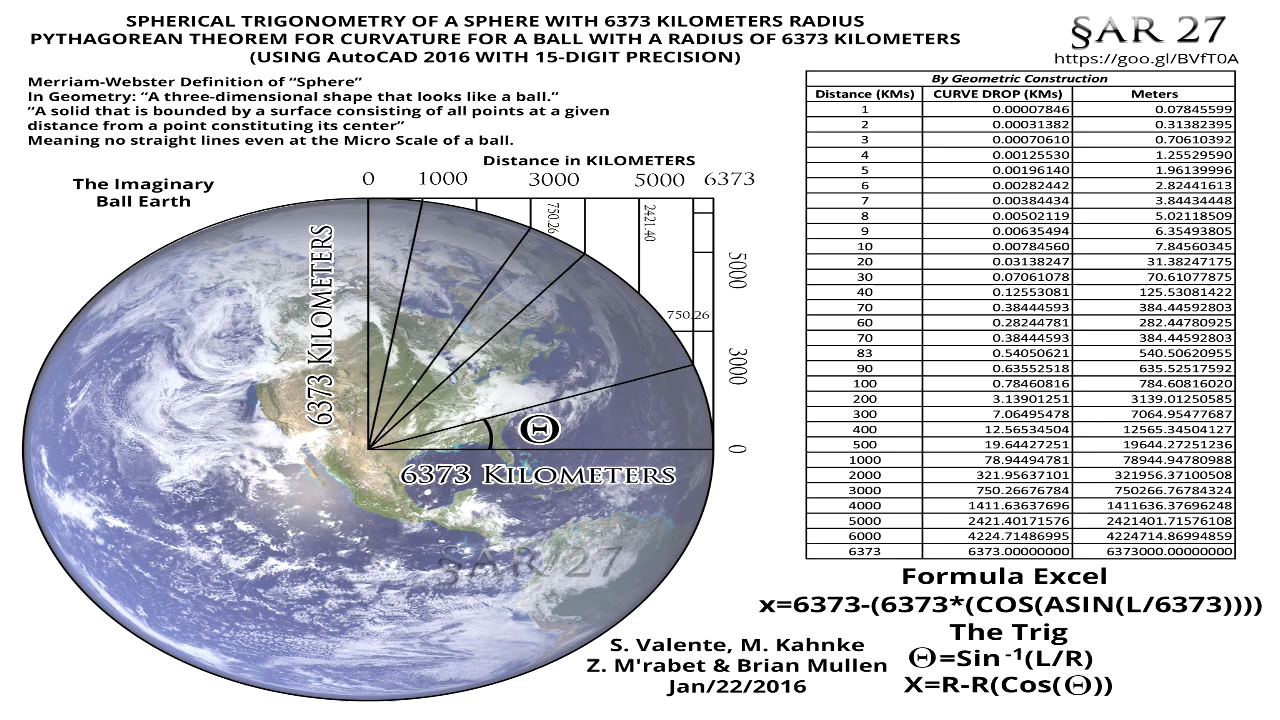 SPHERICAL TRIGONOMETRY OF A SPHERE WITH 6373 KILOMETERS RADIUS
PYTHAGOREAN THEOREM FOR CURVATURE FOR A BALL WITH A RADIUS OF 6373 KILOMETERS
(USING AutoCAD 2016 WITH 15-DIGIT PRECISION)
§AR 27
https://goo.gl/BVfT0A
Merriam-Webster Definition of “Sphere”
In Geometry: “A three-dimensional shape that looks like a ball.”
“A solid that is bounded by a surface consisting of all points at a given
distance from a point constituting its center”
Meaning no straight lines even at the Micro Scale of a ball.
Distance in KILOMETERS
0 1000 3000 5000 6373
The Imaginary
Ball Earth
750.26
2421.40
5000
750.26
3000
0
6373 KILOMETERS
Θ
6373 KILOMETERS
§AR 27
By Geometric Construction
Distance (KMs) CURVE DROP (KMs) Meters
1 0.00007846 0.07845599
2 0.00031382 0.31382395
3 0.00070610 0.70610392
4 0.00125530 1.25529590
5 0.00196140 1.96139996
6 0.00282442 2.82441613
7 0.00384434 3.84434448
8 0.00502119 5.02118509
9 0.00635494 6.35493805
10 0.00784560 7.84560345
20 0.03138247 31.38247175
30 0.07061078 70.61077875
40 0.12553081 125.53081422
70 0.38444593 384.44592803
60 0.28244781 282.44780925
70 0.38444593 384.44592803
83 0.54050621 540.50620955
90 0.63552518 635.52517592
100 0.78460816 784.60816020
200 3.13901251 3139.01250585
300 7.06495478 7064.95477687
400 12.56534504 12565.34504127
500 19.64427251 19644.27251236
1000 78.94494781 78944.94780988
2000 321.95637101 321956.37100508
3000 750.26676784 750266.76784324
4000 1411.63637696 1411636.37696248
5000 2421.40171576 2421401.71576108
6000 4224.71486995 4224714.86994859
6373 6373.00000000 6373000.00000000
Formula Excel
x=6373-(6373*(COS(ASIN(L/6373))))
The Trig
Θ=Sin⁻¹(L/R)
X=R-R(Cos(Θ))
S. Valente, M. Kahnke
Z. M'rabet & Brian Mullen
Jan/22/2016